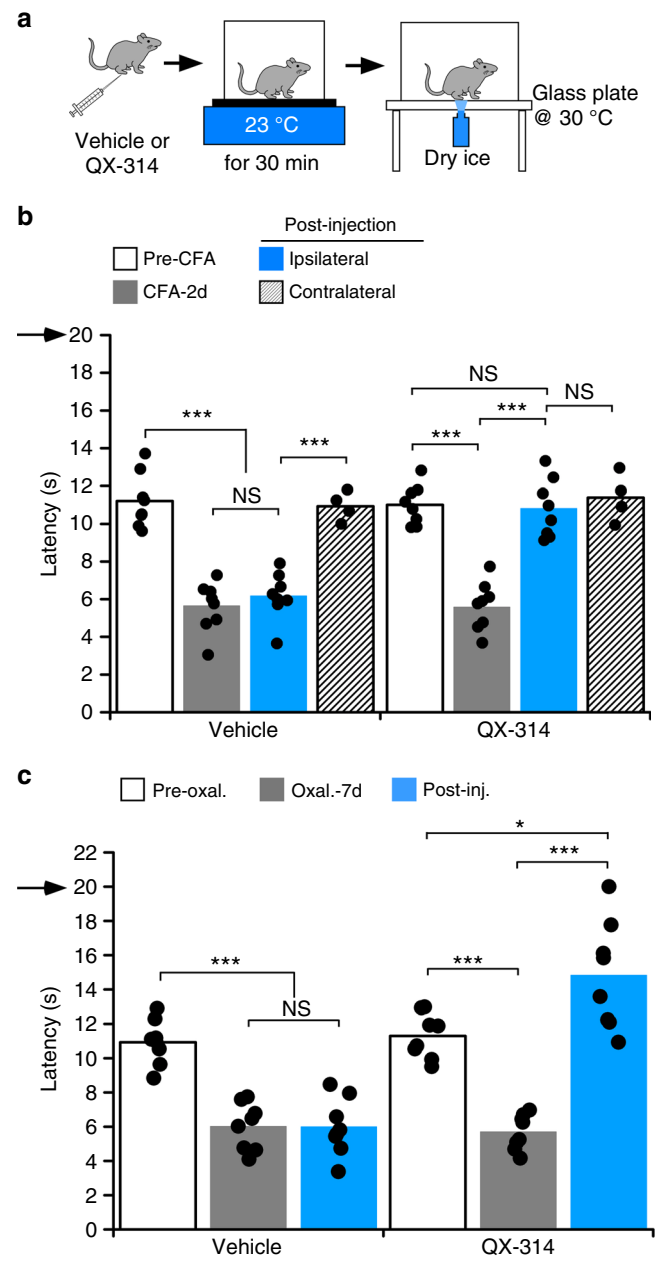 a
Vehicle or
QX-314
23 °C
for 30 min
Dry ice
Glass plate
@ 30 °C
b
Post-injection
Pre-CFA
Ipsilateral
CFA-2d
Contralateral
Latency (s)
20
18
16
14
12
10
8
6
4
2
0
***
NS
***
NS
***
***
NS
Vehicle
QX-314
c
Pre-oxal.
Oxal.-7d
Post-inj.
Latency (s)
22
20
18
16
14
12
10
8
6
4
2
0
***
NS
*
***
***
Vehicle
QX-314